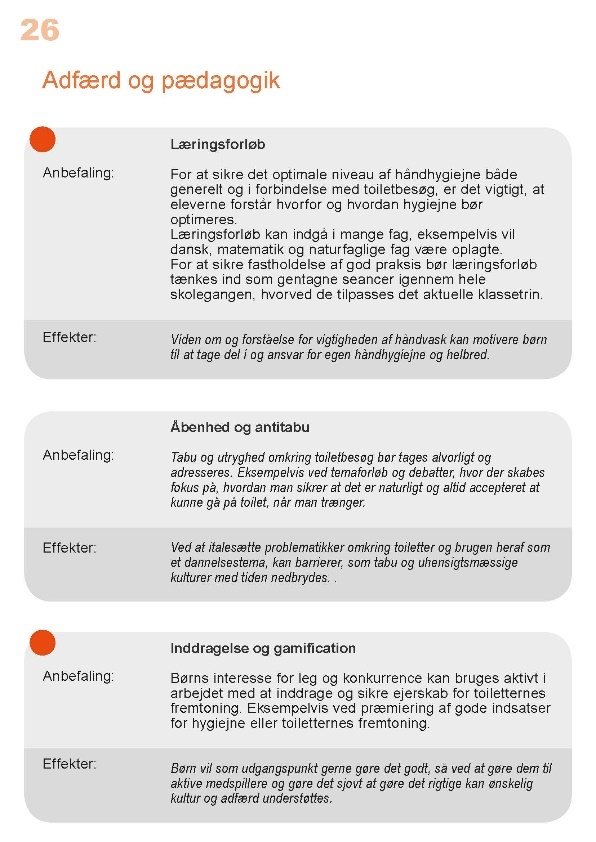 26
Adfærd og pædagogik
Læringsforløb
Anbefaling:
For at sikre det optimale niveau af håndhygiejne både
generelt og i forbindelse med toiletbesøg, er det vigtigt, at
eleverne forstår hvorfor og hvordan hygiejne bør
optimeres.
Læringsforløb kan indgå i mange fag, eksempelvis vil
dansk, matematik og naturfaglige fag være oplagte.
For at sikre fastholdelse af god praksis bør læringsforløb
tænkes ind som gentagne seancer igennem hele
skolegangen, hvorved de tilpasses det aktuelle klassetrin.
Effekter:
Viden om og forståelse for vigtigheden af håndvask kan motivere børn
til at tage del i og ansvar for egen håndhygiejne og helbred.
Åbenhed og antitabu
Anbefaling:
Tabu og utryghed omkring toiletbesøg bør tages alvorligt og
adresseres. Eksempelvis ved temaforløb og debatter, hvor der skabes
fokus på, hvordan man sikrer at det er naturligt og altid accepteret at
kunne gå på toilet, når man trænger.
Effekter:
Ved at italesætte problematikker omkring toiletter og brugen heraf som
et dannelsestema, kan barrierer, som tabu og uhensigtsmæssige
kulturer med tiden nedbrydes. .
Inddragelse og gamification
Anbefaling:
Børns interesse for leg og konkurrence kan bruges aktivt i
arbejdet med at inddrage og sikre ejerskab for toiletternes
fremtoning. Eksempelvis ved præmiering af gode indsatser
for hygiejne eller toiletternes fremtoning.
Effekter:
Børn vil som udgangspunkt gerne gøre det godt, så ved at gøre dem til
aktive medspillere og gøre det sjovt at gøre det rigtige kan ønskelig
kultur og adfærd understøttes.